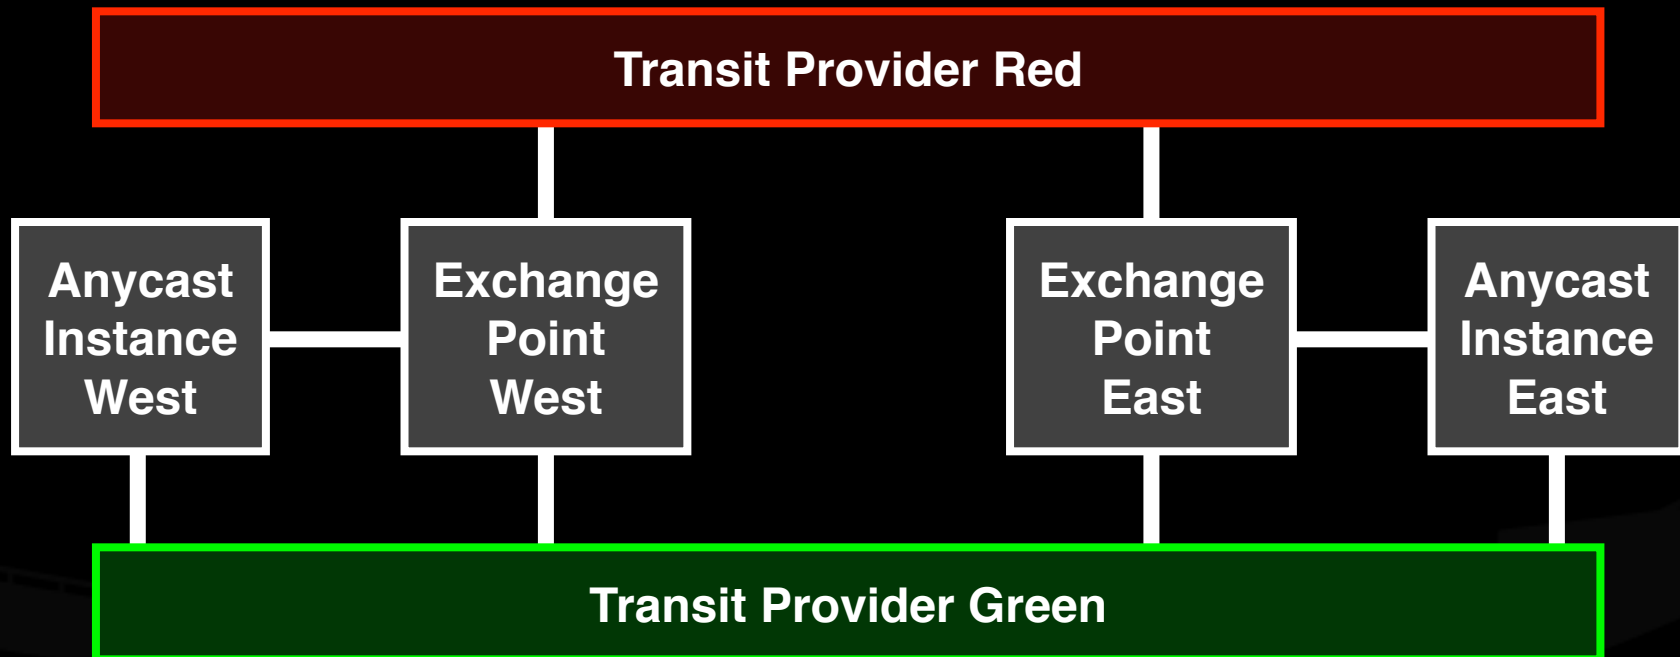 Transit Provider Red
Anycast
Instance
West
Exchange
Point
West
Exchange
Point
East
Anycast
Instance
East
Transit Provider Green